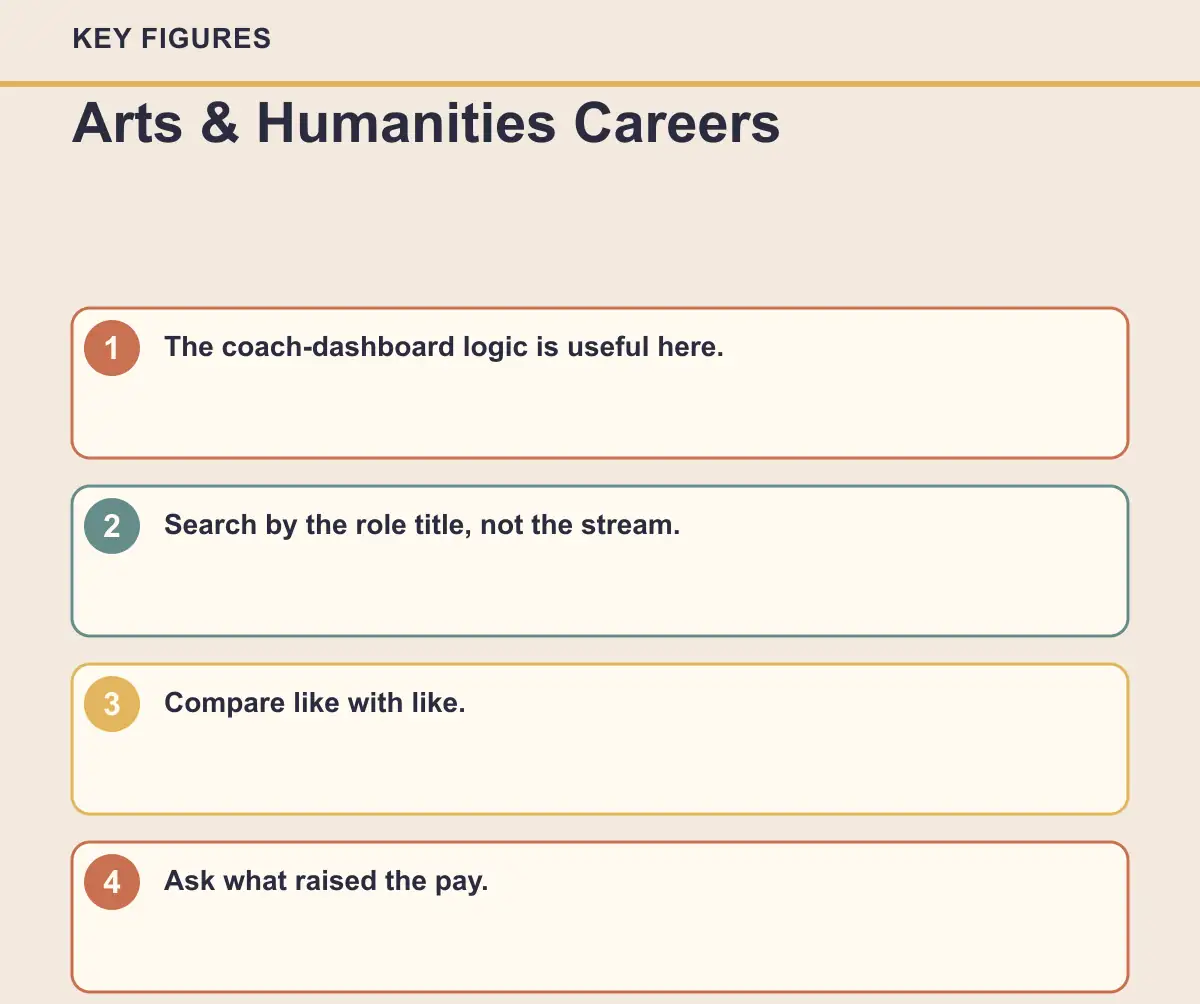 KEY FIGURES
Arts & Humanities Careers
1
The coach-dashboard logic is useful here.
2
Search by the role title, not the stream.
3
Compare like with like.
4
Ask what raised the pay.